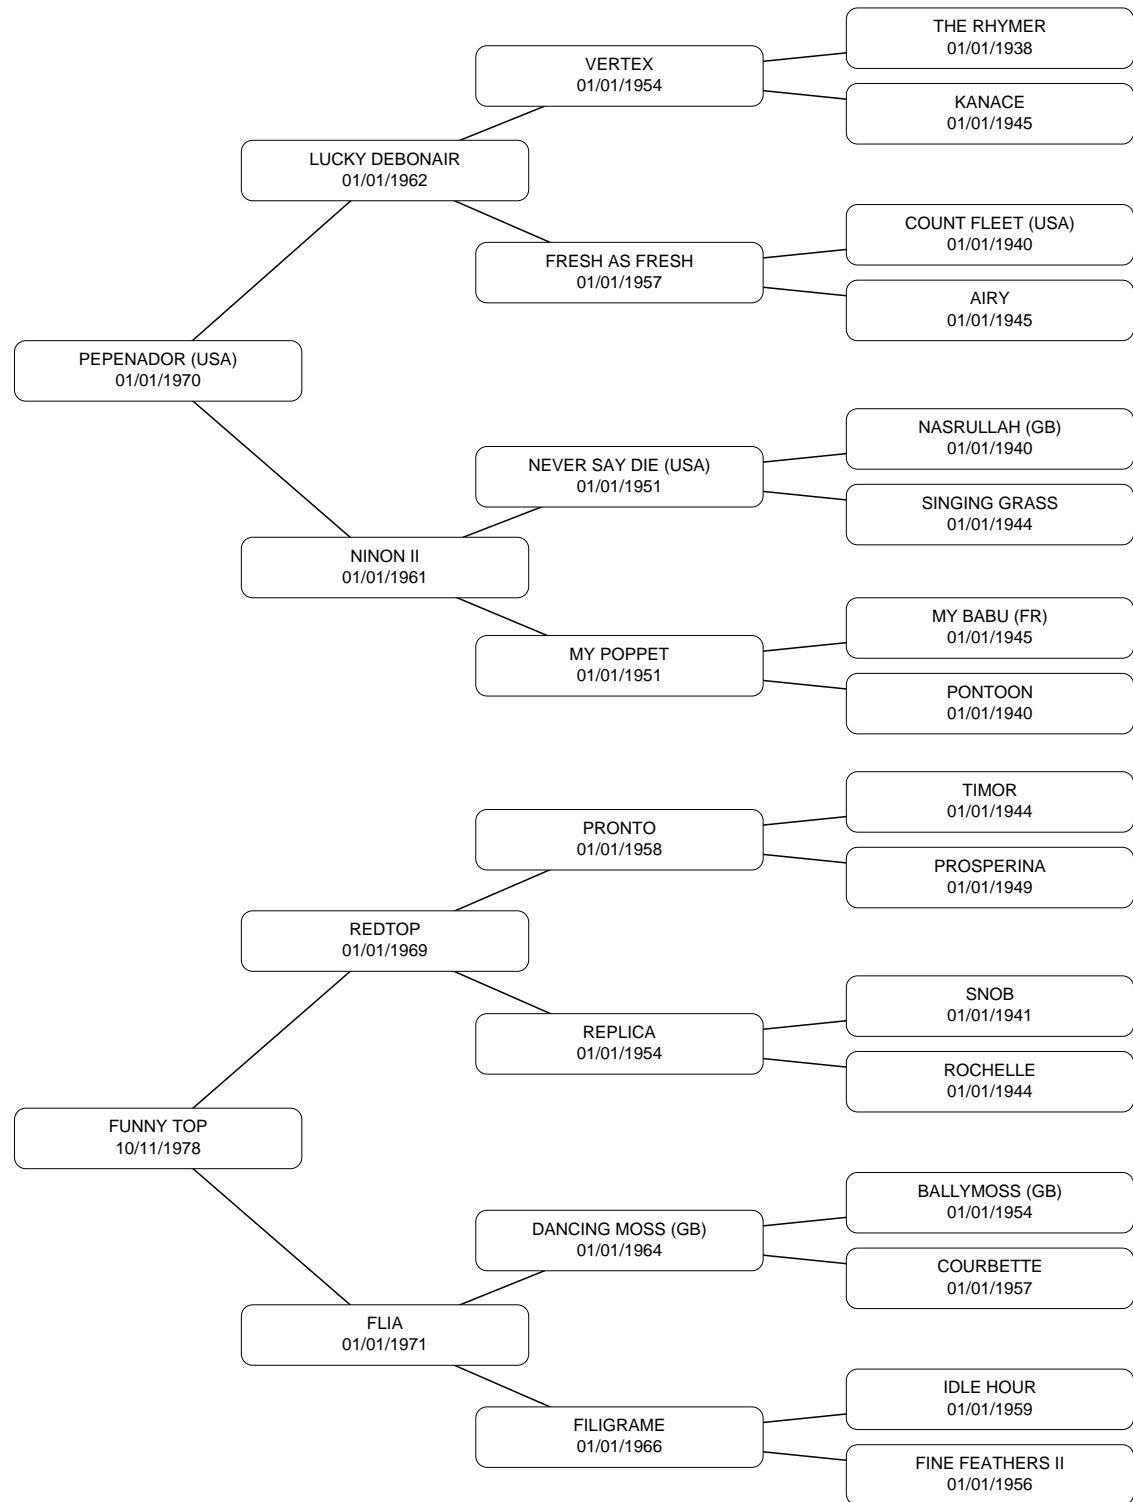 THE RHYMER
01/01/1938
VERTEX
01/01/1954
KANACE
01/01/1945
LUCKY DEBONAIR
01/01/1962
COUNT FLEET (USA)
01/01/1940
FRESH AS FRESH
01/01/1957
AIRY
01/01/1945
PEPENADOR (USA)
01/01/1970
NASRULLAH (GB)
01/01/1940
NEVER SAY DIE (USA)
01/01/1951
SINGING GRASS
01/01/1944
NINON II
01/01/1961
MY BABU (FR)
01/01/1945
MY POPPET
01/01/1951
PONTOON
01/01/1940
TIMOR
01/01/1944
PRONTO
01/01/1958
PROSPERINA
01/01/1949
REDTOP
01/01/1969
SNOB
01/01/1941
REPLICA
01/01/1954
ROCHELLE
01/01/1944
FUNNY TOP
10/11/1978
BALLYMOSS (GB)
01/01/1954
DANCING MOSS (GB)
01/01/1964
COURBETTE
01/01/1957
FLIA
01/01/1971
IDLE HOUR
01/01/1959
FILIGRAME
01/01/1966
FINE FEATHERS II
01/01/1956